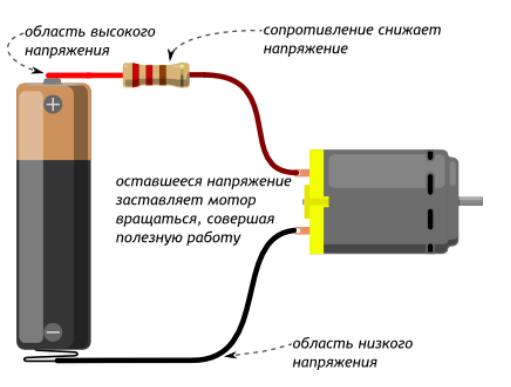 область высокого
напряжения
сопротивление снижает
напряжение
+
оставшееся напряжение
заставляет мотор
вращаться, совершая
полезную работу
−
область низкого
напряжения